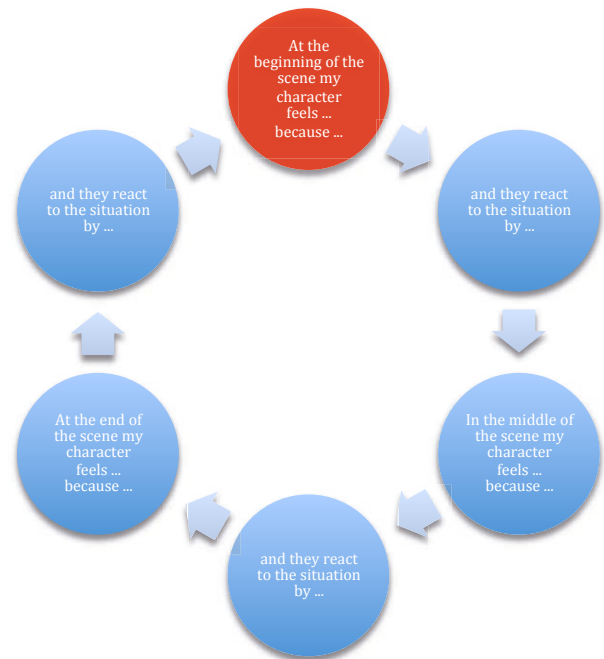 At the
beginning of the
scene my
character
feels ...
because ...
and they react
to the situation
by ...
In the middle of
the scene my
character
feels ...
because ...
and they react
to the situation
by ...
At the end of
the scene my
character
feels ...
because ...
and they react
to the situation
by ...